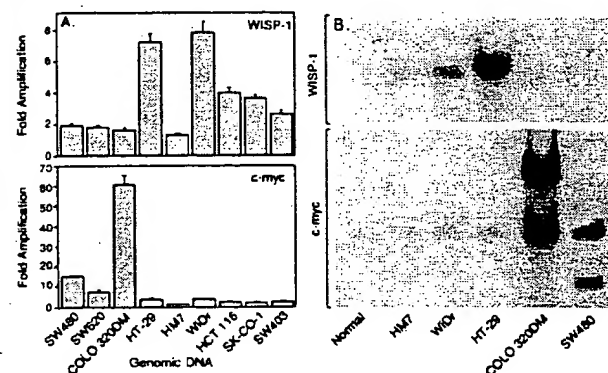 A.
WISP-1
Fold Amplification
8
6
4
2
0
c-myc
Fold Amplification
70
60
50
40
30
20
10
0
SW480
SW620
COLO 320DM
HT-29
HM7
WiDr
HCT 116
SK-CO-1
SW403
Genomic DNA
B.
WISP-1
c-myc
Normal
HM7
WiDr
HT-29
COLO 320DM
SW480